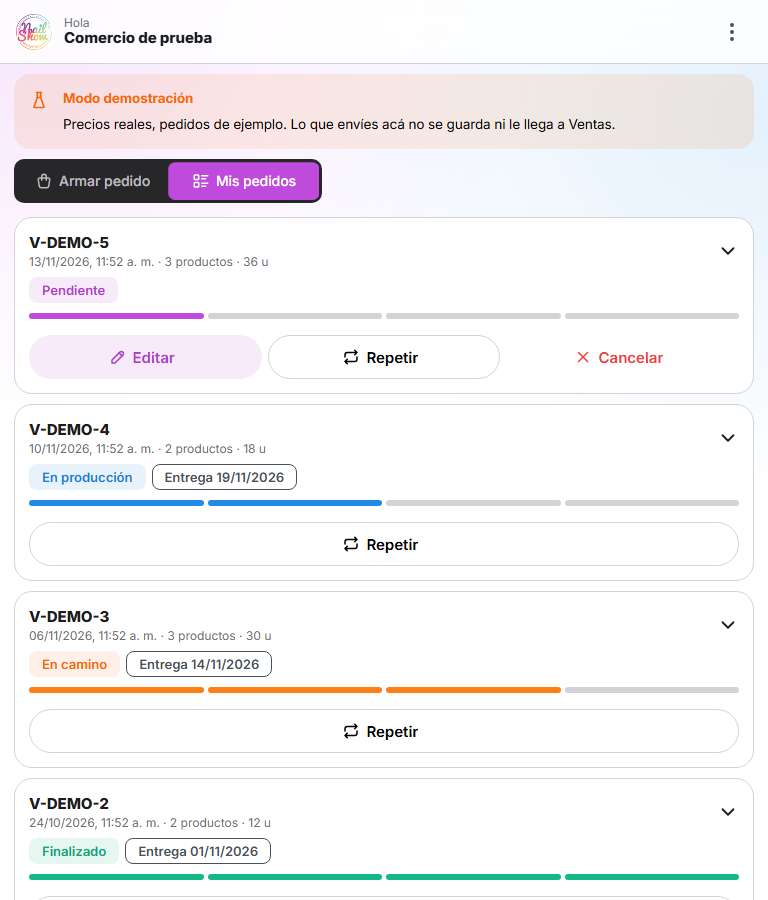 Nail
Show
Hola
Comercio de prueba
Modo demostración
Precios reales, pedidos de ejemplo. Lo que envíes acá no se guarda ni le llega a Ventas.
Armar pedido
Mis pedidos
V-DEMO-5
13/11/2026, 11:52 a. m. · 3 productos · 36 u
Pendiente
Editar
Repetir
Cancelar
V-DEMO-4
10/11/2026, 11:52 a. m. · 2 productos · 18 u
En producción
Entrega 19/11/2026
Repetir
V-DEMO-3
06/11/2026, 11:52 a. m. · 3 productos · 30 u
En camino
Entrega 14/11/2026
Repetir
V-DEMO-2
24/10/2026, 11:52 a. m. · 2 productos · 12 u
Finalizado
Entrega 01/11/2026